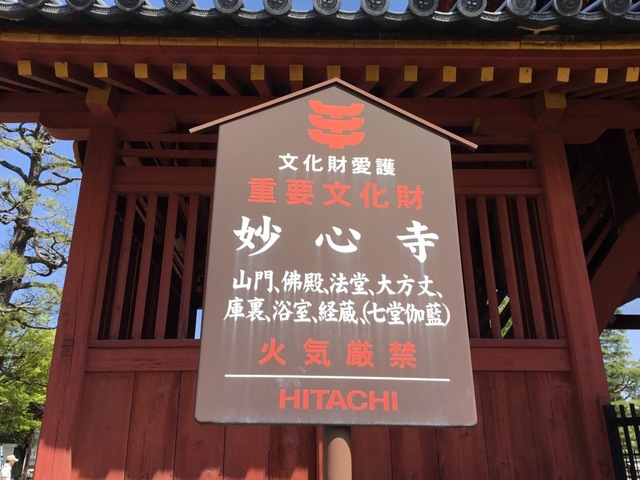 文化財愛護
重要文化財
妙心寺
山門、佛殿、法堂、大方丈、
庫裏、浴室、経蔵、(七堂伽藍)
火気厳禁
HITACHI